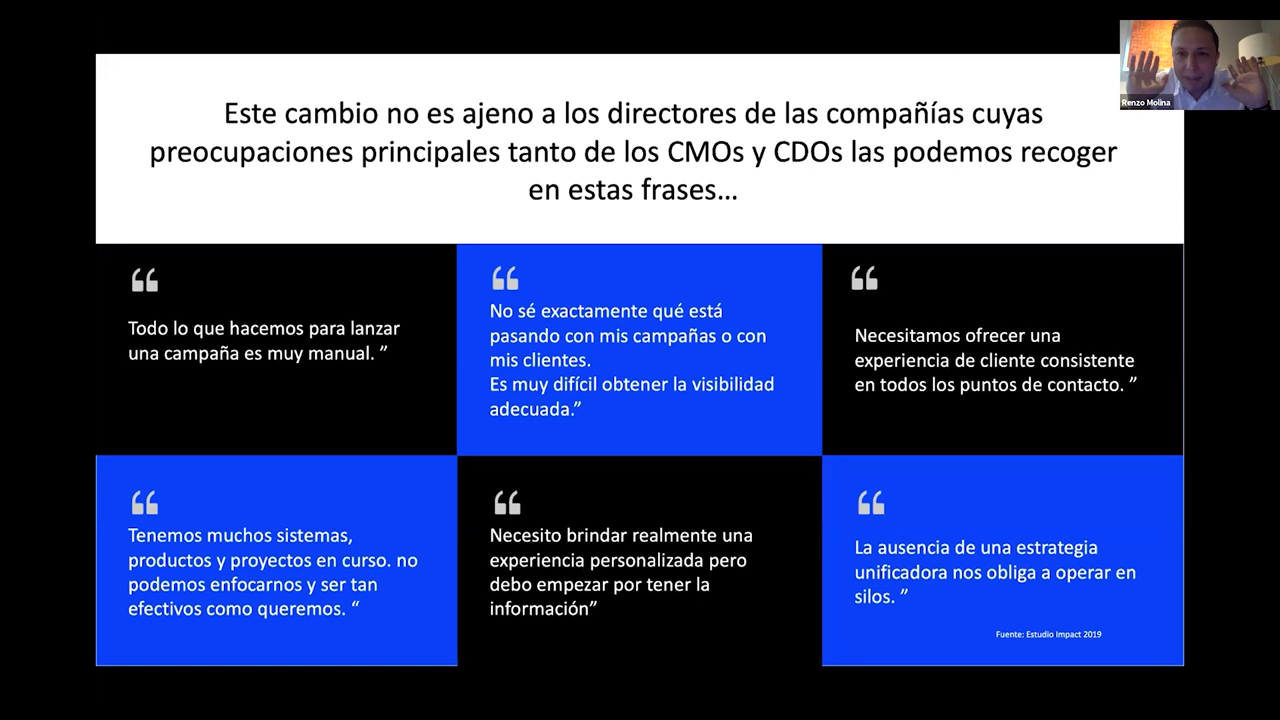 Renzo Molina
Este cambio no es ajeno a los directores de las compañías cuyas
preocupaciones principales tanto de los CMOs y CDOs las podemos recoger
en estas frases…
“
Todo lo que hacemos para lanzar
una campaña es muy manual. ”
“
No sé exactamente qué está
pasando con mis campañas o con
mis clientes.
Es muy difícil obtener la visibilidad
adecuada.”
“
Necesitamos ofrecer una
experiencia de cliente consistente
en todos los puntos de contacto. ”
“
Tenemos muchos sistemas,
productos y proyectos en curso. no
podemos enfocarnos y ser tan
efectivos como queremos. “
“
Necesito brindar realmente una
experiencia personalizada pero
debo empezar por tener la
información”
“
La ausencia de una estrategia
unificadora nos obliga a operar en
silos. ”
Fuente: Estudio Impact 2019